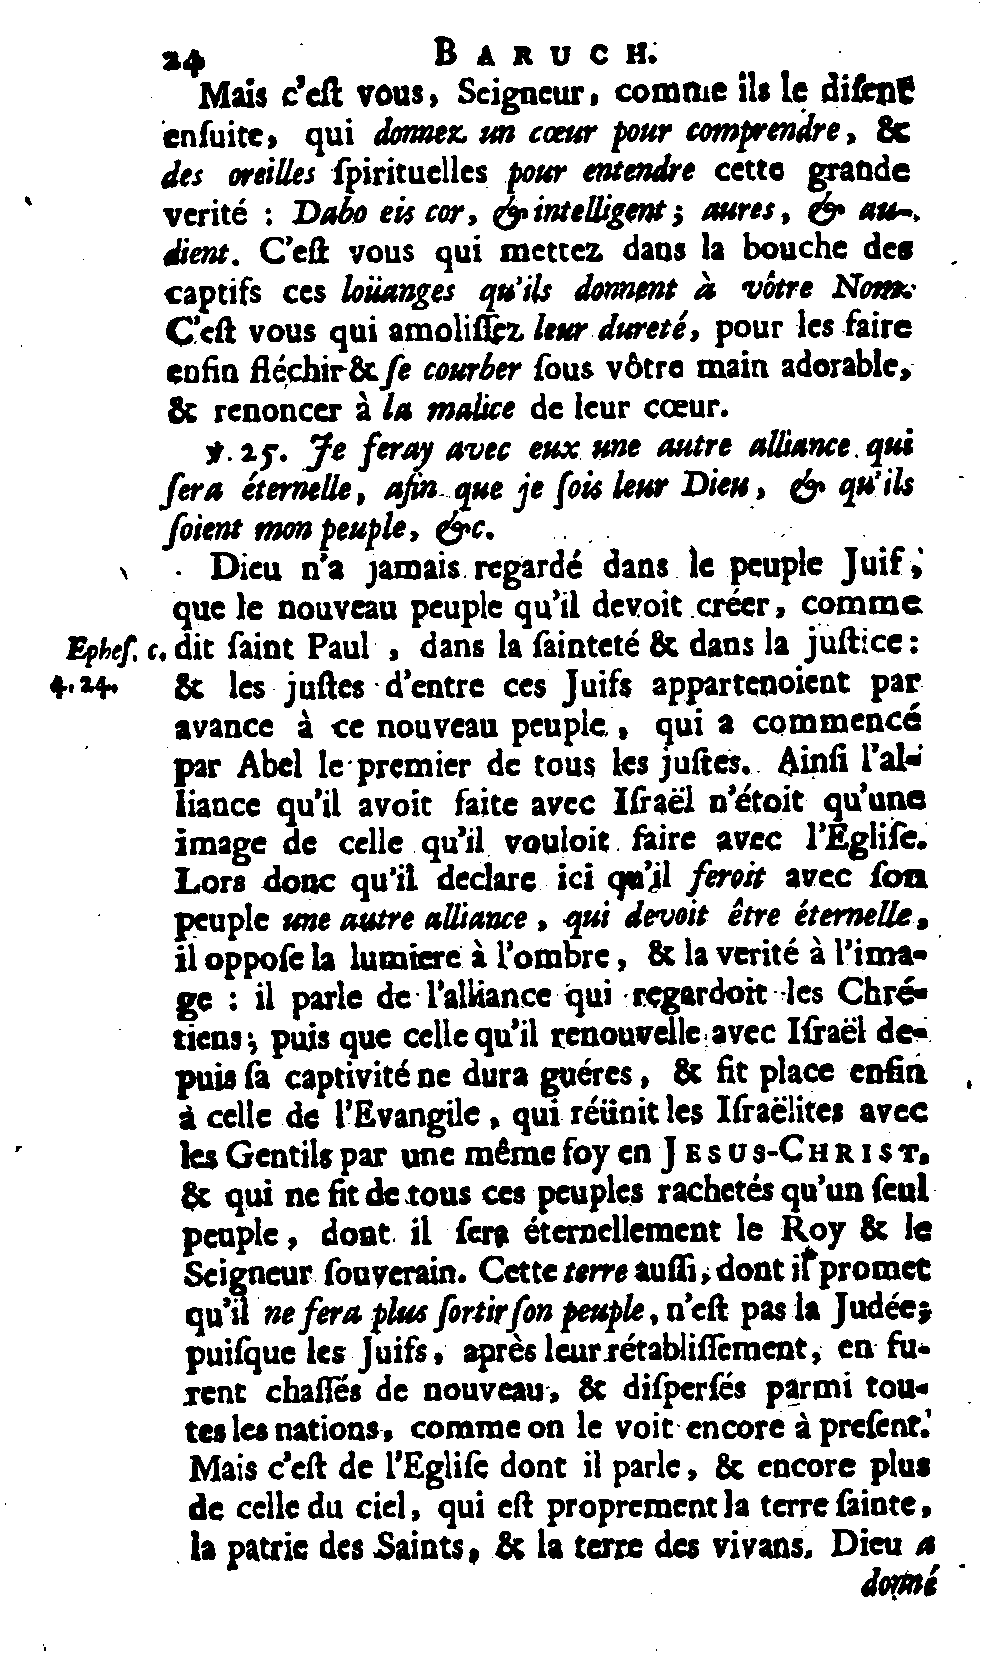 24 BARUCH.
Mais c'eſt vous, Seigneur, comme ils le diſent
enſuite, qui donnez un cœur pour comprendre, &
des oreilles ſpirituelles pour entendre cette grande
verité : Dabo eis cor, & intelligent ; aures, & au-
dient. C'eſt vous qui mettez dans la bouche des
captifs ces loüanges qu'ils donnent à vôtre Nom.
C'eſt vous qui amoliſſez leur dureté, pour les faire
enfin fléchir & ſe courber ſous vôtre main adorable,
& renoncer à la malice de leur cœur.
℣. 25. Je feray avec eux une autre alliance qui
ſera éternelle, afin que je ſois leur Dieu, & qu'ils
ſoient mon peuple, &c.
Dieu n'a jamais regardé dans le peuple Juif,
que le nouveau peuple qu'il devoit créer, comme
Epheſ. c. dit ſaint Paul , dans la ſainteté & dans la juſtice :
4. 24. & les juſtes d'entre ces Juifs appartenoient par
avance à ce nouveau peuple, qui a commencé
par Abel le premier de tous les juſtes. Ainſi l'al-
liance qu'il avoit faite avec Iſraël n'étoit qu'une
image de celle qu'il vouloit faire avec l'Egliſe.
Lors donc qu'il declare ici qu'il feroit avec ſon
peuple une autre alliance , qui devoit être éternelle,
il oppoſe la lumiere à l'ombre, & la verité à l'ima-
ge : il parle de l'alliance qui regardoit les Chré-
tiens ; puis que celle qu'il renouvelle avec Iſraël de-
puis ſa captivité ne dura guéres, & fit place enfin
à celle de l'Evangile, qui réünit les Iſraëlites avec
les Gentils par une même foy en JESUS-CHRIST,
& qui ne fit de tous ces peuples rachetés qu'un ſeul
peuple, dont il ſera éternellement le Roy & le
Seigneur ſouverain. Cette terre auſſi, dont il promet
qu'il ne fera plus ſortir ſon peuple, n'eſt pas la Judée ;
puiſque les Juifs, après leur rétabliſſement, en fu-
rent chaſſés de nouveau, & diſperſés parmi tou-
tes les nations, comme on le voit encore à preſent.
Mais c'eſt de l'Egliſe dont il parle, & encore plus
de celle du ciel, qui eſt proprement la terre ſainte,
la patrie des Saints, & la terre des vivans. Dieu a
donné